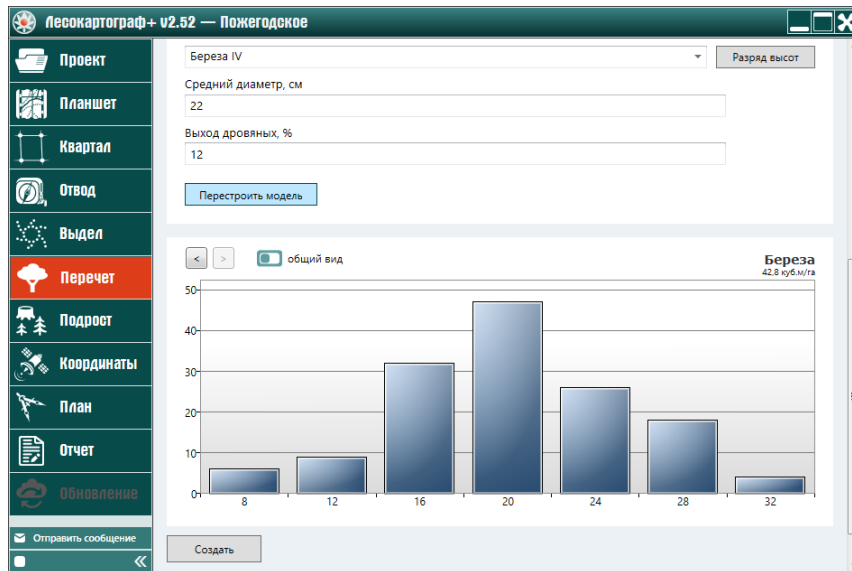 Лесокартограф+ v2.52 — Пожегодское
Проект
Планшет
Квартал
Отвод
Выдел
Перечет
Подрост
Координаты
План
Отчет
Обновление
Отправить сообщение
Береза IV
Разряд высот
Средний диаметр, см
22
Выход дровяных, %
12
Перестроить модель
< > общий вид
Береза
42,8 куб.м/га
50
40
30
20
10
0
8 12 16 20 24 28 32
Создать